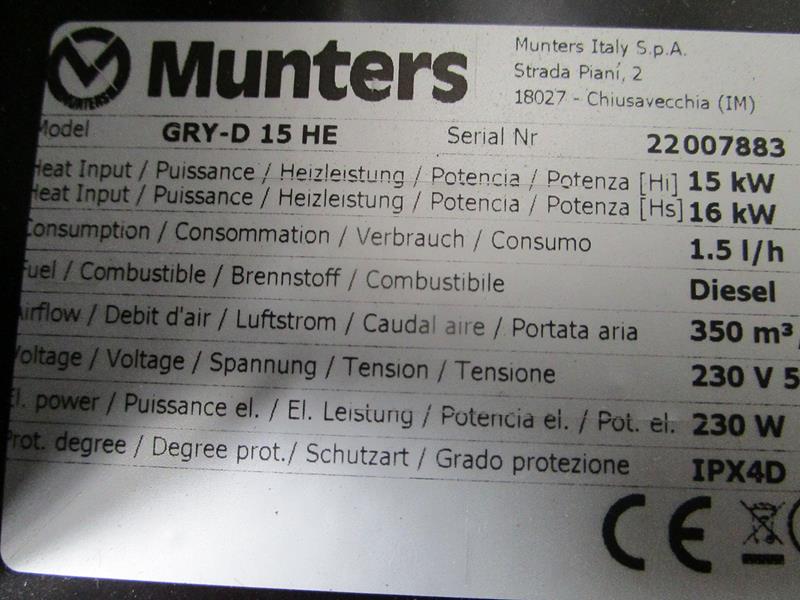 Munters
Munters Italy S.p.A.
Strada Piani, 2
18027 - Chiusavecchia (IM)
MUNTERS
Model GRY-D 15 HE Serial Nr 22007883
Heat Input / Puissance / Heizleistung / Potencia / Potenza [Hi] 15 kW
Heat Input / Puissance / Heizleistung / Potencia / Potenza [Hs] 16 kW
Consumption / Consommation / Verbrauch / Consumo 1.5 l/h
Fuel / Combustible / Brennstoff / Combustibile Diesel
Airflow / Debit d'air / Luftstrom / Caudal aire / Portata aria 350 m³
Voltage / Voltage / Spannung / Tension / Tensione 230 V 5
El. power / Puissance el. / El. Leistung / Potencia el. / Pot. el. 230 W
Prot. degree / Degree prot./ Schutzart / Grado protezione IPX4D
CE